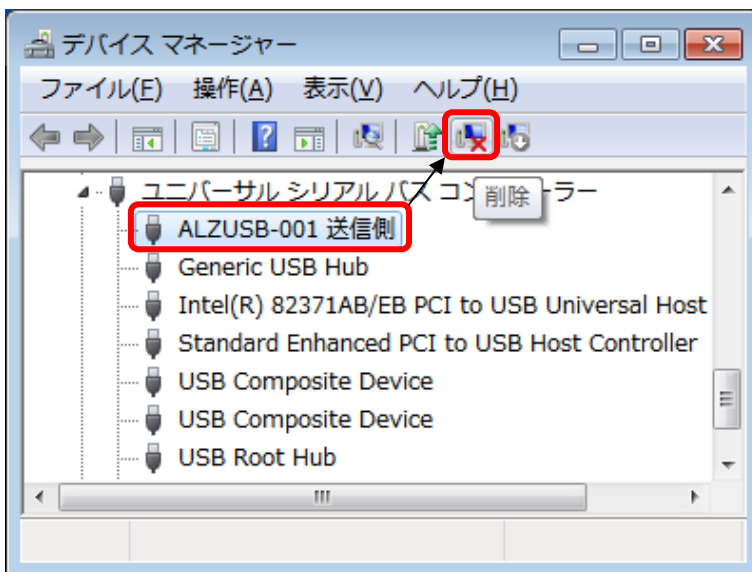 デバイス マネージャー
ファイル(F) 操作(A) 表示(V) ヘルプ(H)
ユニバーサル シリアル バス コントローラー
削除
ALZUSB-001 送信側
Generic USB Hub
Intel(R) 82371AB/EB PCI to USB Universal Host
Standard Enhanced PCI to USB Host Controller
USB Composite Device
USB Composite Device
USB Root Hub